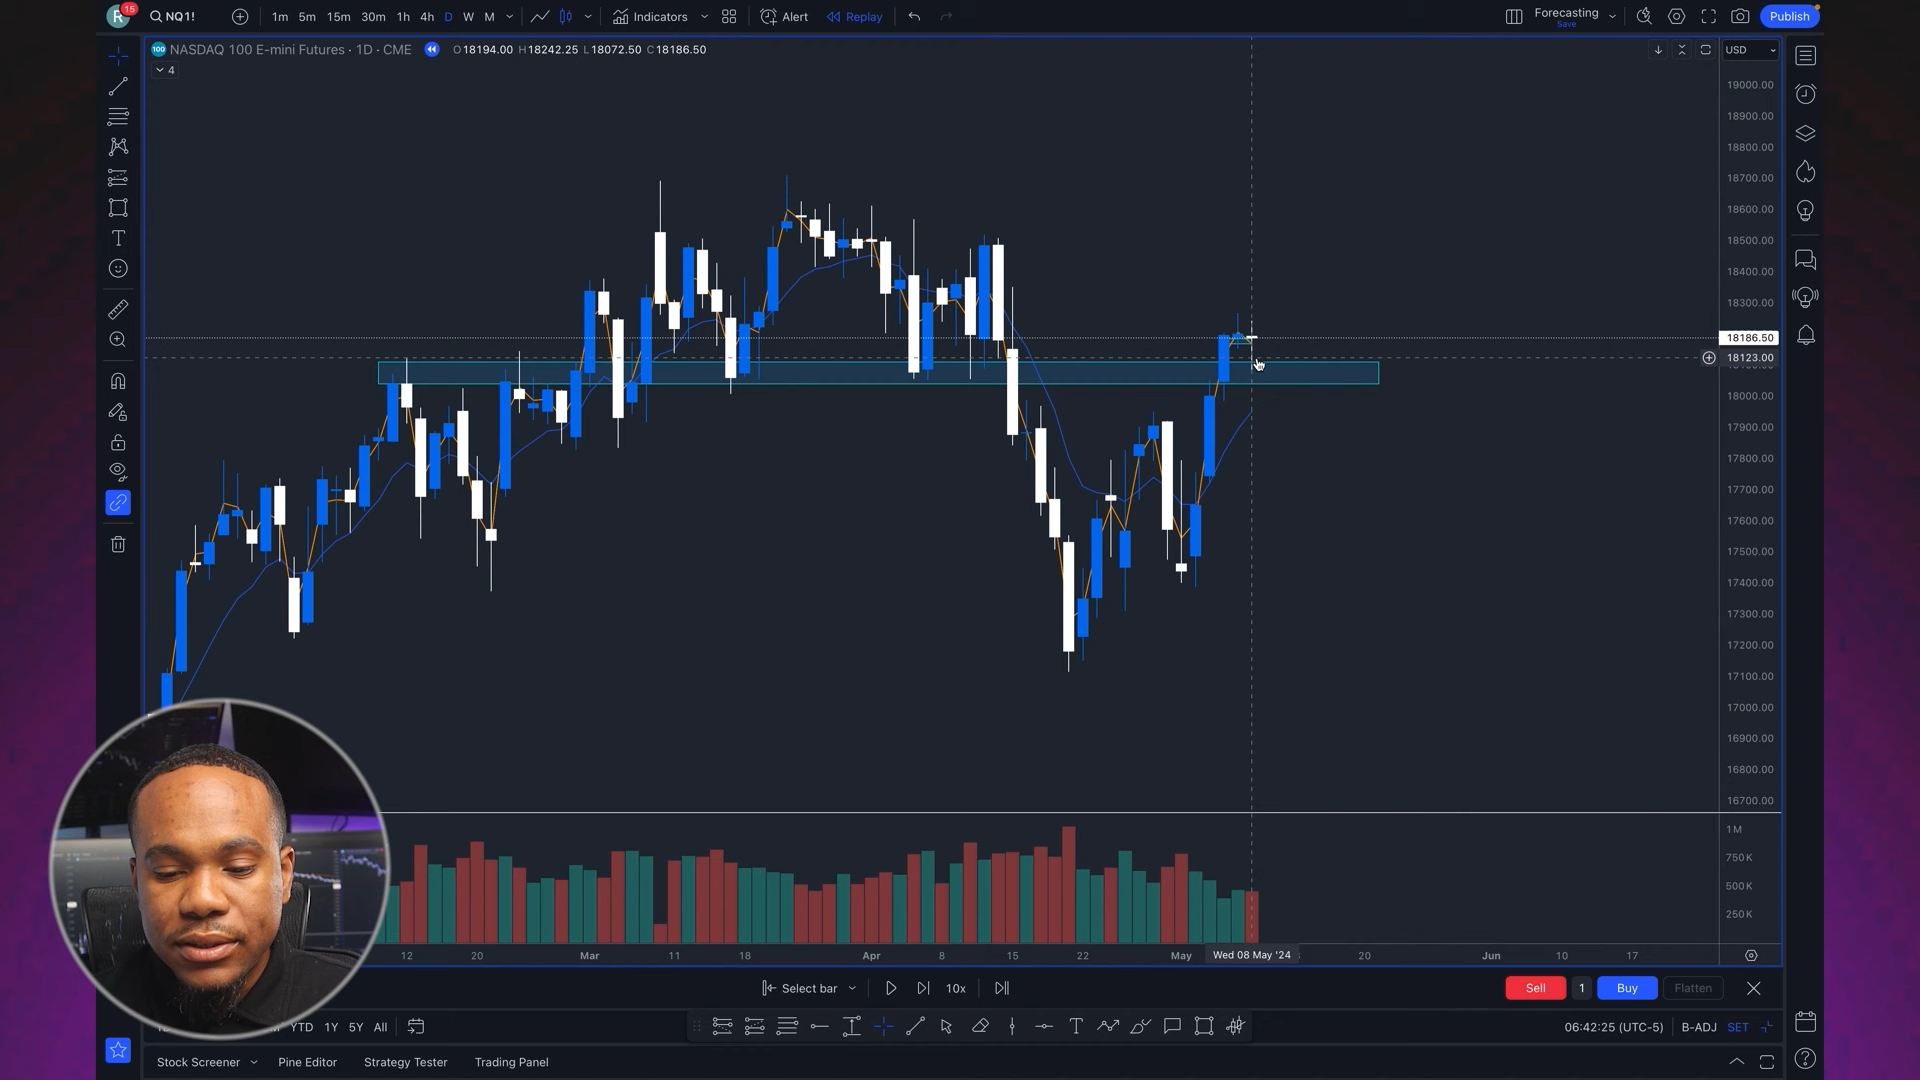 R 15 NQ1! 1m 5m 15m 30m 1h 4h D W M Indicators Alert Replay Forecasting Save Publish
100 NASDAQ 100 E-mini Futures · 1D · CME O18194.00 H18242.25 L18072.50 C18186.50 USD
4
19000.00
18900.00
18800.00
18700.00
18600.00
18500.00
18400.00
18300.00
18186.50
18123.00
18000.00
17900.00
17800.00
17700.00
17600.00
17500.00
17400.00
17300.00
17200.00
17100.00
17000.00
16900.00
16800.00
16700.00
1M
750K
500K
250K
12 20 Mar 11 18 Apr 8 15 22 May Wed 08 May '24 20 Jun 10 17
Select bar 10x Sell 1 Buy Flatten
YTD 1Y 5Y All T 06:42:25 (UTC-5) B-ADJ SET
Stock Screener Pine Editor Strategy Tester Trading Panel